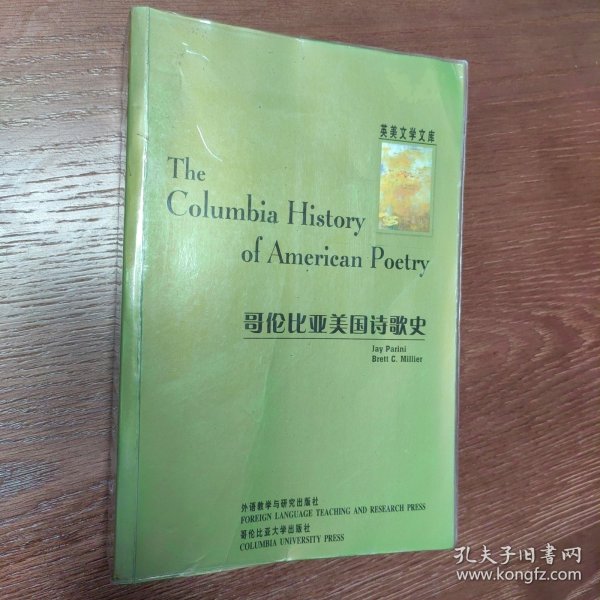 英美文学文库
The
Columbia History
of American Poetry
哥伦比亚美国诗歌史
Jay Parini
Brett C. Millier
外语教学与研究出版社
FOREIGN LANGUAGE TEACHING AND RESEARCH PRESS
哥伦比亚大学出版社
COLUMBIA UNIVERSITY PRESS
孔夫子旧书网
www.kongfz.com